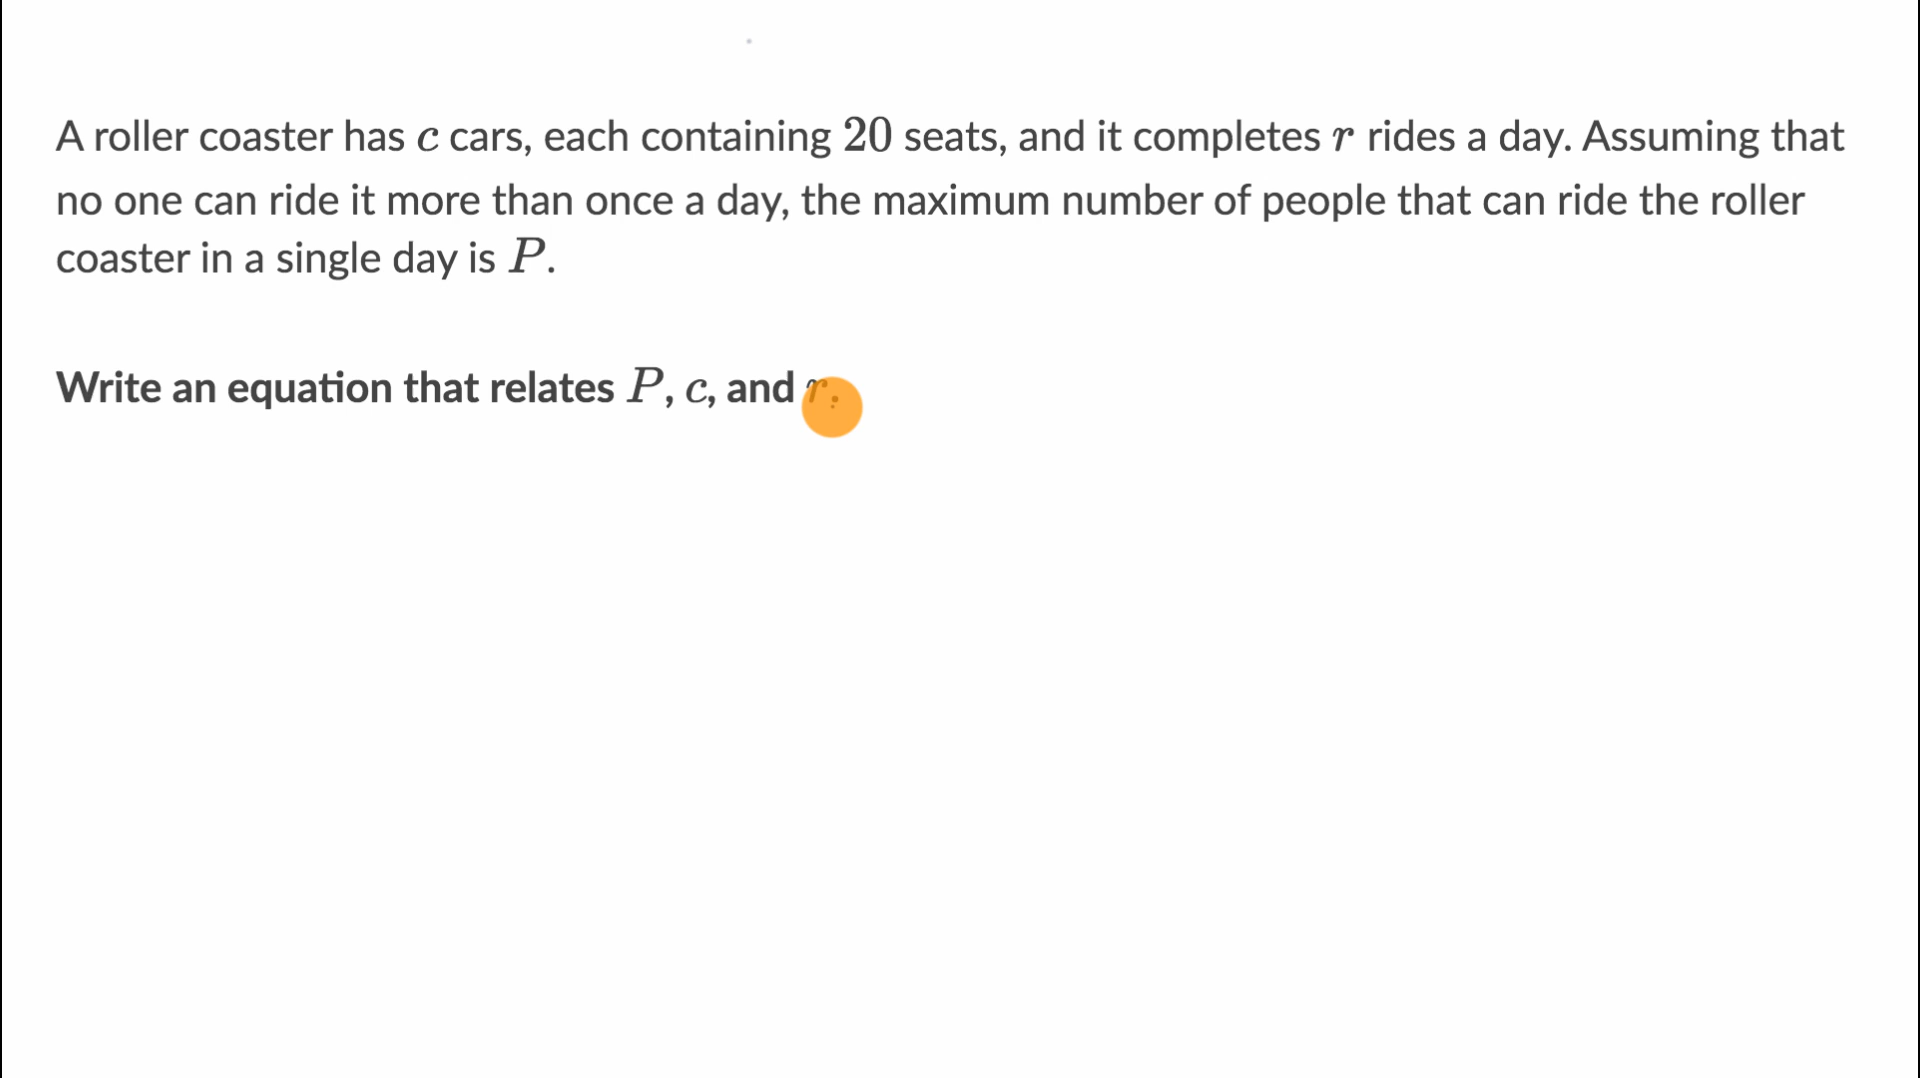 A roller coaster has c cars, each containing 20 seats, and it completes r rides a day. Assuming that
no one can ride it more than once a day, the maximum number of people that can ride the roller
coaster in a single day is P.
Write an equation that relates P, c, and r.